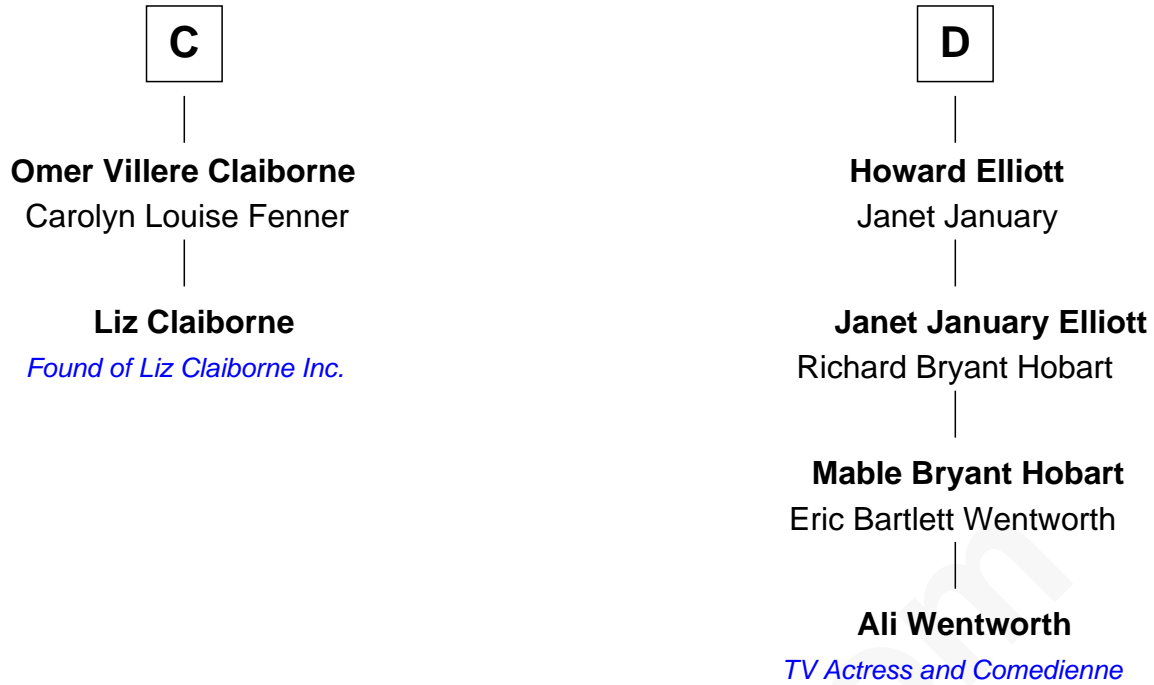 C
Omer Villere Claiborne
Carolyn Louise Fenner
Liz Claiborne
Found of Liz Claiborne Inc.
D
Howard Elliott
Janet January
Janet January Elliott
Richard Bryant Hobart
Mable Bryant Hobart
Eric Bartlett Wentworth
Ali Wentworth
TV Actress and Comedienne